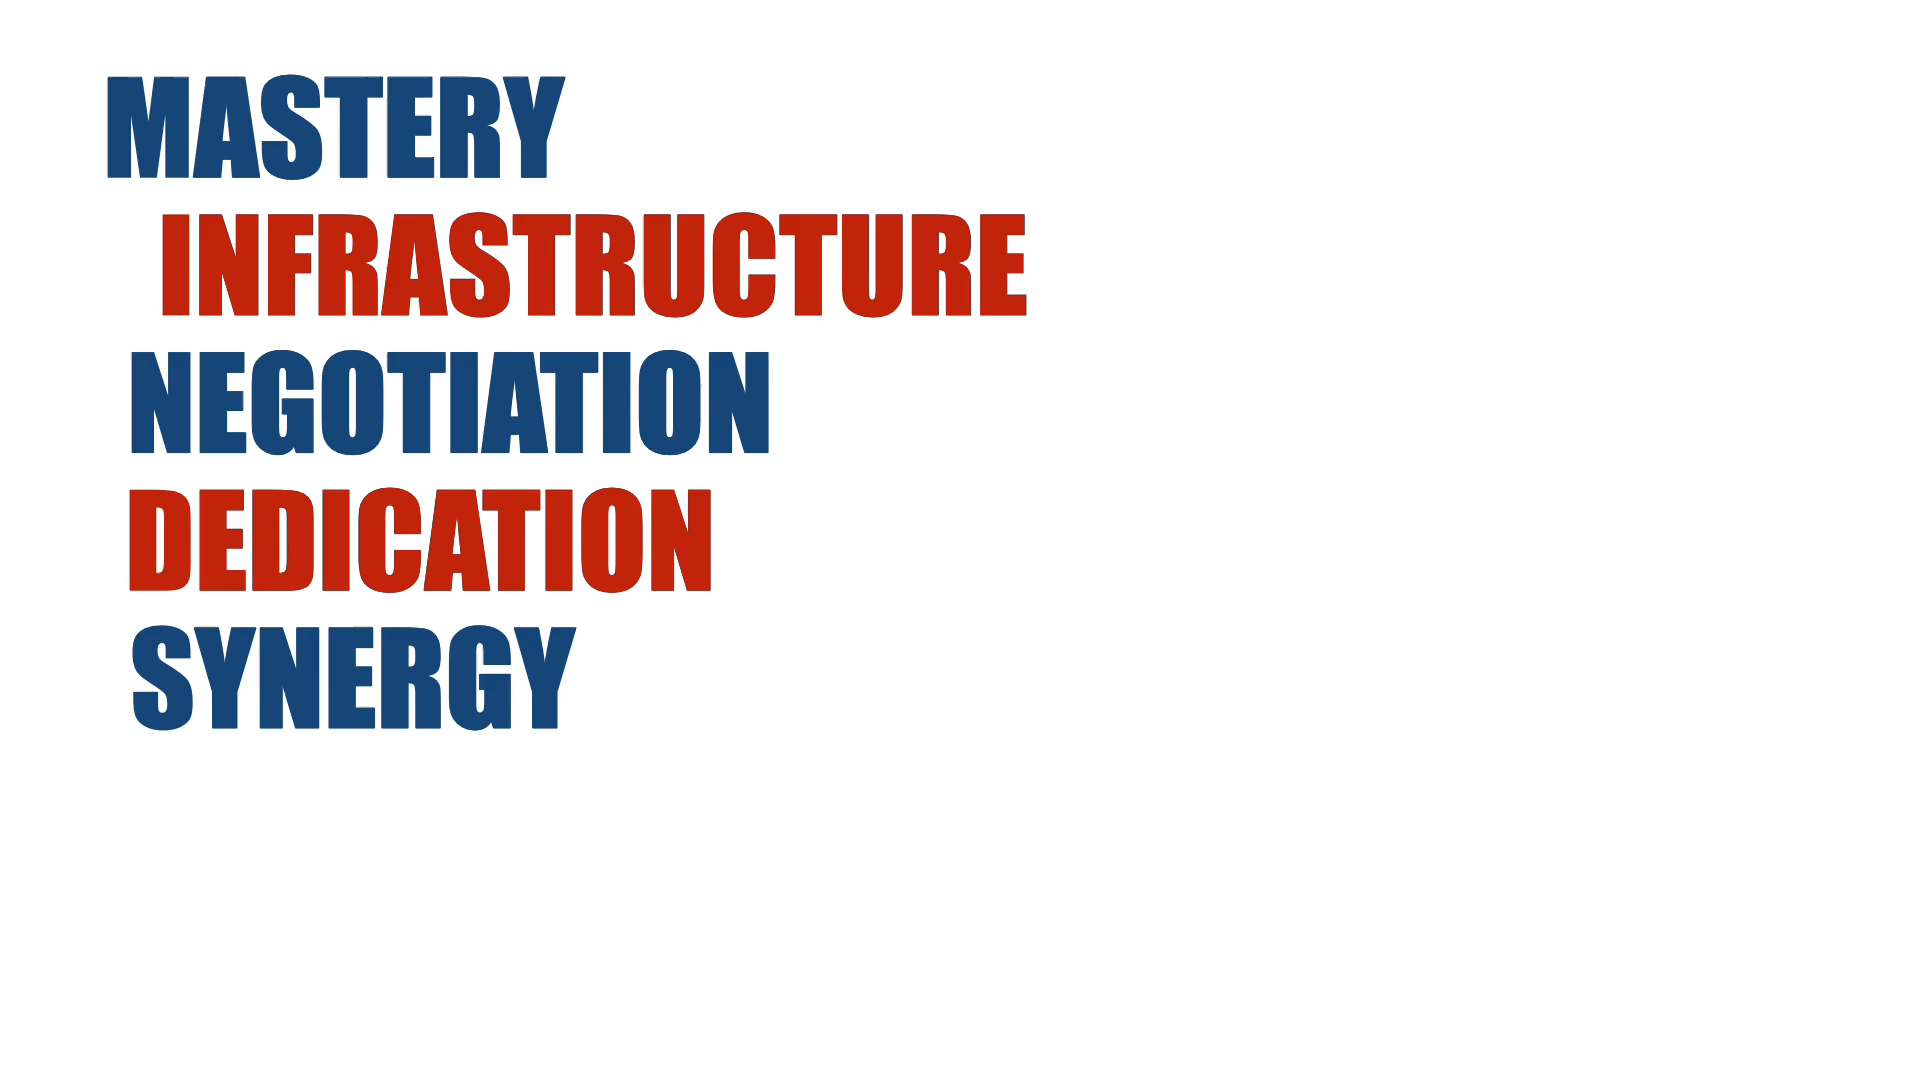 MASTERY
INFRASTRUCTURE
NEGOTIATION
DEDICATION
SYNERGY